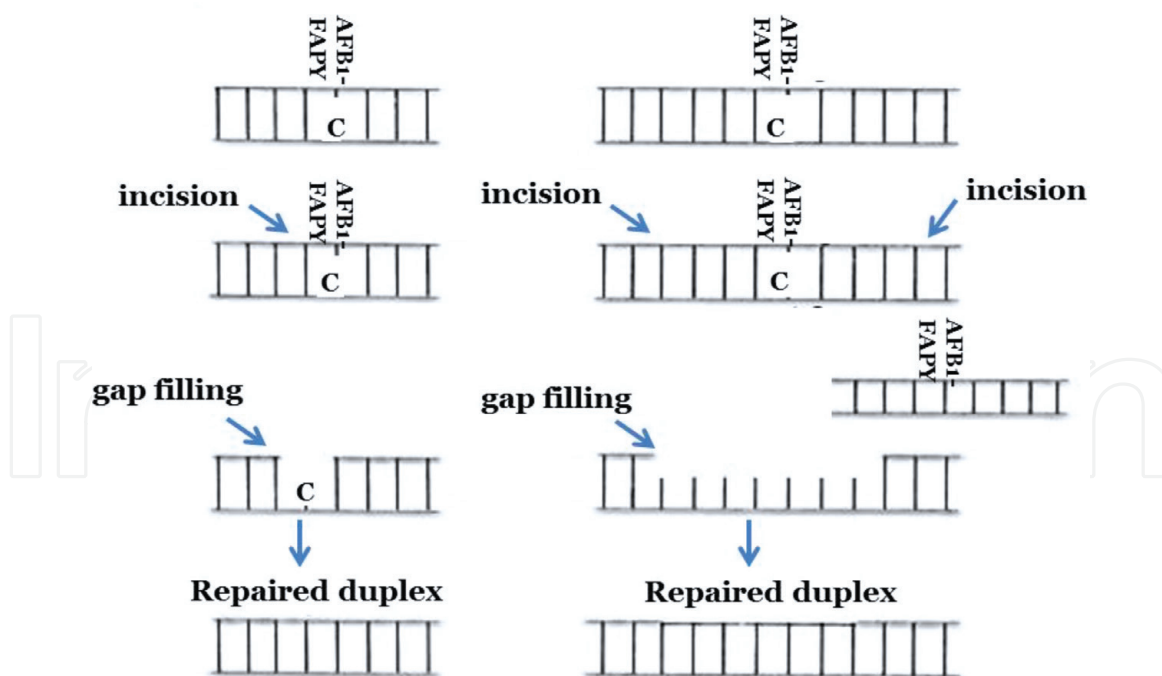 AFB1-
FAPY
C
AFB1-
FAPY
C
incision
AFB1-
FAPY
C
incision
AFB1-
FAPY
C
incision
AFB1-
FAPY
gap filling
C
gap filling
Repaired duplex
Repaired duplex